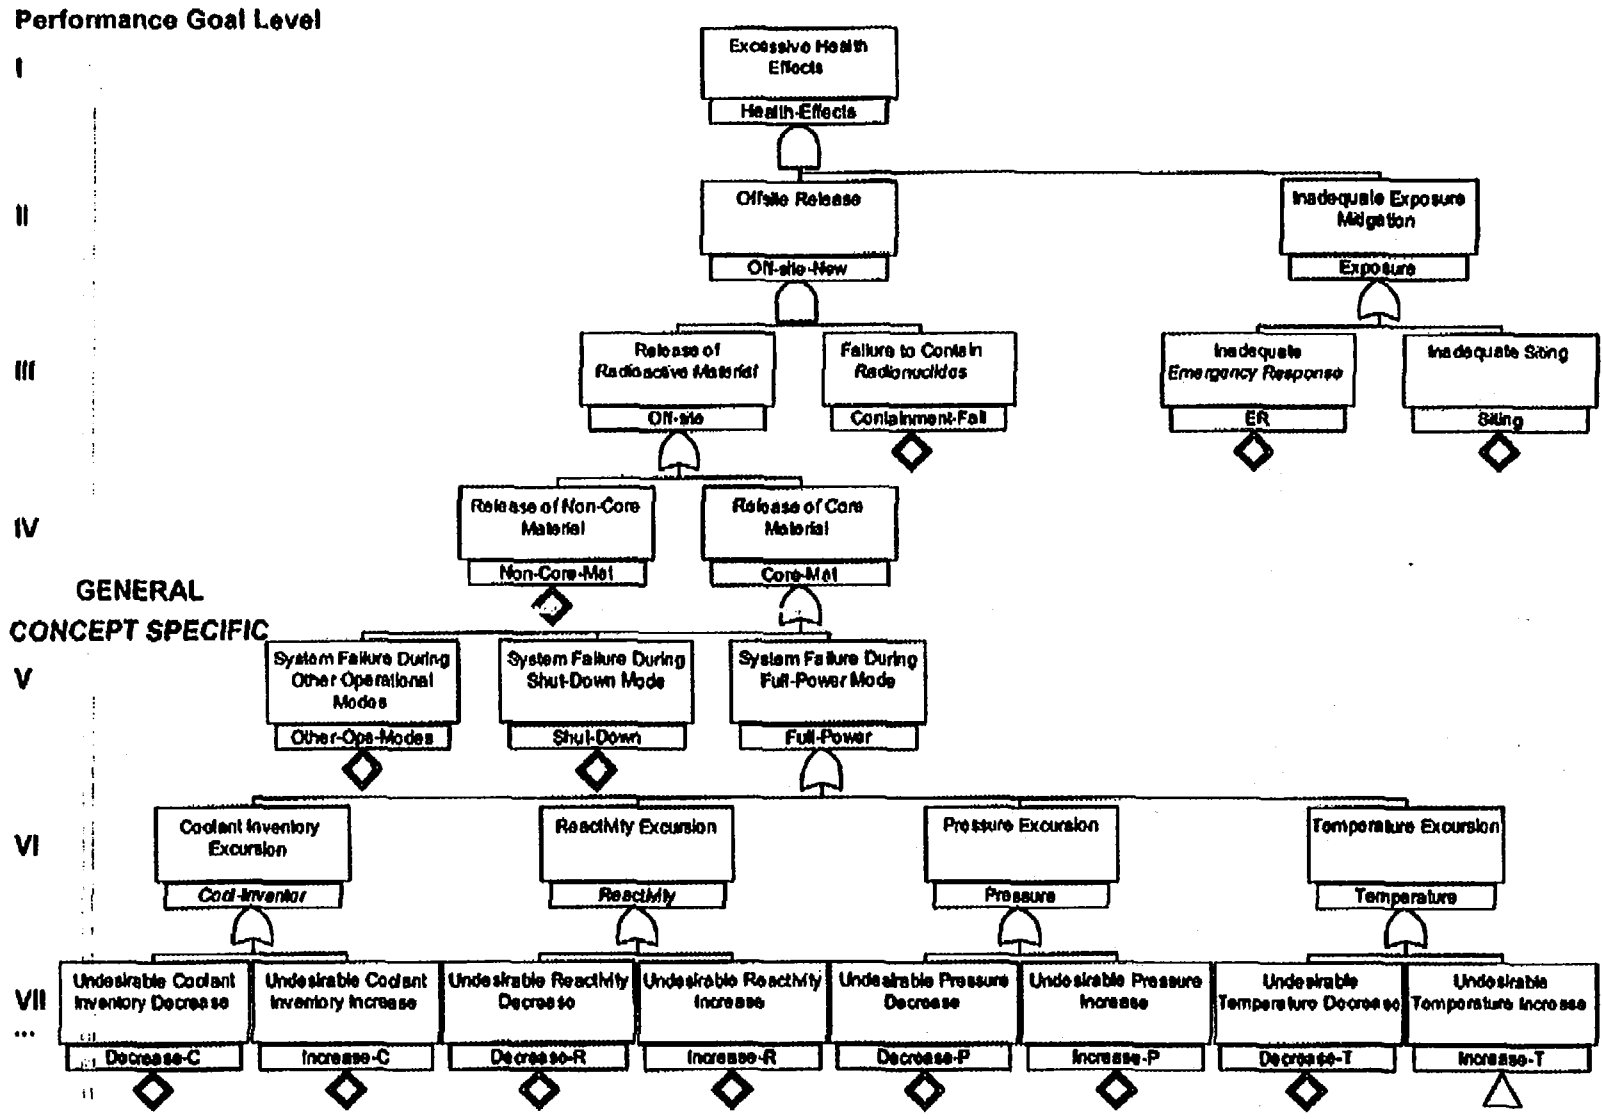 Performance Goal Level
I
Excessive Health
Effects
Health-Effects
II
Offsite Release
Off-site-New
Inadequate Exposure
Mitigation
Exposure
III
Release of
Radioactive Material
Off-site
Failure to Contain
Radionuclides
Containment-Fail
Inadequate
Emergency Response
ER
Inadequate Siting
Siting
IV
Release of Non-Core
Material
Non-Core-Mat
Release of Core
Material
Core-Mat
GENERAL
CONCEPT SPECIFIC
V
System Failure During
Other Operational
Modes
Other-Ops-Modes
System Failure During
Shut-Down Mode
Shut-Down
System Failure During
Full-Power Mode
Full-Power
VI
Coolant Inventory
Excursion
Cool-Inventor
Reactivity Excursion
Reactivity
Pressure Excursion
Pressure
Temperature Excursion
Temperature
VII
...
Undesirable Coolant
Inventory Decrease
Decrease-C
Undesirable Coolant
Inventory Increase
Increase-C
Undesirable Reactivity
Decrease
Decrease-R
Undesirable Reactivity
Increase
Increase-R
Undesirable Pressure
Decrease
Decrease-P
Undesirable Pressure
Increase
Increase-P
Undesirable
Temperature Decrease
Decrease-T
Undesirable
Temperature Increase
Increase-T